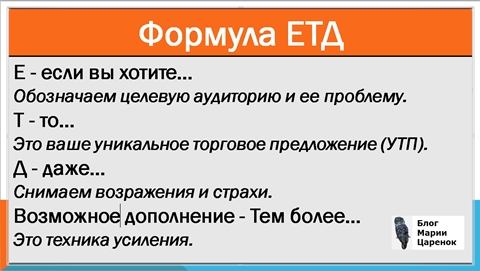 Формула ЕТД
Е - если вы хотите...
Обозначаем целевую аудиторию и ее проблему.
Т - то...
Это ваше уникальное торговое предложение (УТП).
Д - даже...
Снимаем возражения и страхи.
Возможное дополнение - Тем более...
Это техника усиления.
Блог
Марии
Царенок